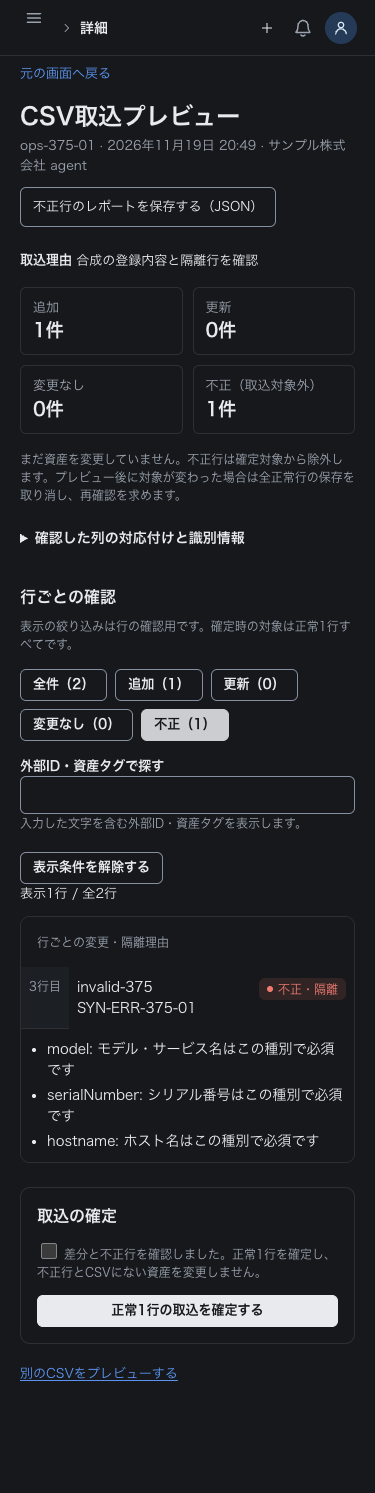 詳細
元の画面へ戻る
CSV取込プレビュー
ops-375-01 · 2026年11月19日 20:49 · サンプル株式
会社 agent
不正行のレポートを保存する（JSON）
取込理由 合成の登録内容と隔離行を確認
追加
1件
更新
0件
変更なし
0件
不正（取込対象外）
1件
まだ資産を変更していません。不正行は確定対象から除外し
ます。プレビュー後に対象が変わった場合は全正常行の保存を
取り消し、再確認を求めます。
確認した列の対応付けと識別情報
行ごとの確認
表示の絞り込みは行の確認用です。確定時の対象は正常1行す
べてです。
全件（2）
追加（1）
更新（0）
変更なし（0）
不正（1）
外部ID・資産タグで探す
入力した文字を含む外部ID・資産タグを表示します。
表示条件を解除する
表示1行 / 全2行
行ごとの変更・隔離理由
3行目
invalid-375
SYN-ERR-375-01
不正・隔離
model: モデル・サービス名はこの種別で必須
です
serialNumber: シリアル番号はこの種別で必須
です
hostname: ホスト名はこの種別で必須です
取込の確定
差分と不正行を確認しました。正常1行を確定し、
不正行とCSVにない資産を変更しません。
正常1行の取込を確定する
別のCSVをプレビューする